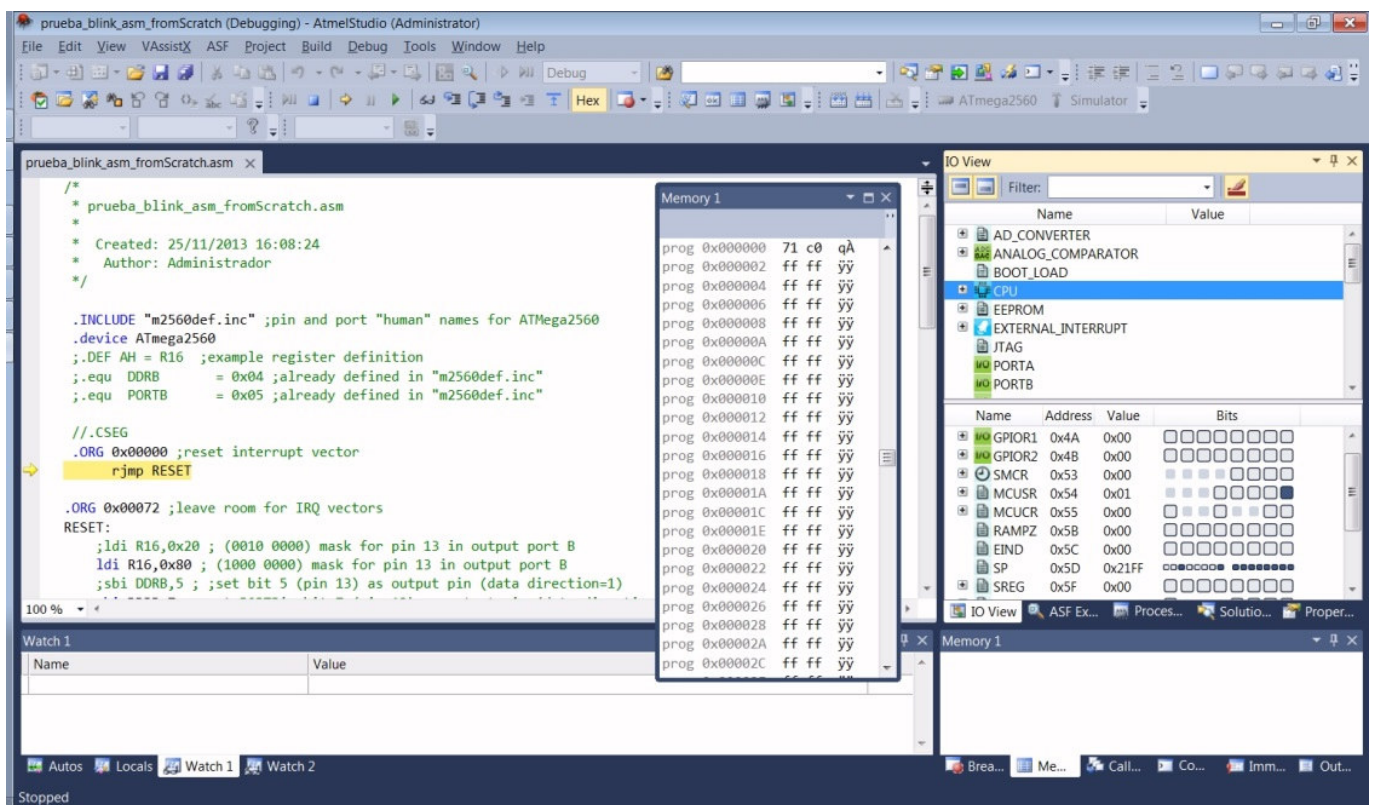 prueba_blink_asm_fromScratch (Debugging) - AtmelStudio (Administrator)
File Edit View VAssistX ASF Project Build Debug Tools Window Help
Debug
Hex
ATmega2560 Simulator
prueba_blink_asm_fromScratch.asm
/*
* prueba_blink_asm_fromScratch.asm
*
* Created: 25/11/2013 16:08:24
* Author: Administrador
*/
.INCLUDE "m2560def.inc" ;pin and port "human" names for ATMega2560
.device ATmega2560
;.DEF AH = R16 ;example register definition
;.equ DDRB = 0x04 ;already defined in "m2560def.inc"
;.equ PORTB = 0x05 ;already defined in "m2560def.inc"
//.CSEG
.ORG 0x00000 ;reset interrupt vector
rjmp RESET
.ORG 0x00072 ;leave room for IRQ vectors
RESET:
;ldi R16,0x20 ; (0010 0000) mask for pin 13 in output port B
ldi R16,0x80 ; (1000 0000) mask for pin 13 in output port B
;sbi DDRB,5 ; ;set bit 5 (pin 13) as output pin (data direction=1)
100 %
Memory 1
prog 0x000000 71 c0 qÀ
prog 0x000002 ff ff ÿÿ
prog 0x000004 ff ff ÿÿ
prog 0x000006 ff ff ÿÿ
prog 0x000008 ff ff ÿÿ
prog 0x00000A ff ff ÿÿ
prog 0x00000C ff ff ÿÿ
prog 0x00000E ff ff ÿÿ
prog 0x000010 ff ff ÿÿ
prog 0x000012 ff ff ÿÿ
prog 0x000014 ff ff ÿÿ
prog 0x000016 ff ff ÿÿ
prog 0x000018 ff ff ÿÿ
prog 0x00001A ff ff ÿÿ
prog 0x00001C ff ff ÿÿ
prog 0x00001E ff ff ÿÿ
prog 0x000020 ff ff ÿÿ
prog 0x000022 ff ff ÿÿ
prog 0x000024 ff ff ÿÿ
prog 0x000026 ff ff ÿÿ
prog 0x000028 ff ff ÿÿ
prog 0x00002A ff ff ÿÿ
prog 0x00002C ff ff ÿÿ
IO View
Filter:
Name Value
AD_CONVERTER
ANALOG_COMPARATOR
BOOT_LOAD
CPU
EEPROM
EXTERNAL_INTERRUPT
JTAG
I/O PORTA
I/O PORTB
Name Address Value Bits
I/O GPIOR1 0x4A 0x00
I/O GPIOR2 0x4B 0x00
SMCR 0x53 0x00
MCUSR 0x54 0x01
MCUCR 0x55 0x00
RAMPZ 0x5B 0x00
EIND 0x5C 0x00
SP 0x5D 0x21FF
SREG 0x5F 0x00
IO View ASF Ex... Proces... Solutio... Proper...
Watch 1
Name Value
Autos Locals Watch 1 Watch 2
Memory 1
Brea... Me... Call... Co... Imm... Out...
Stopped